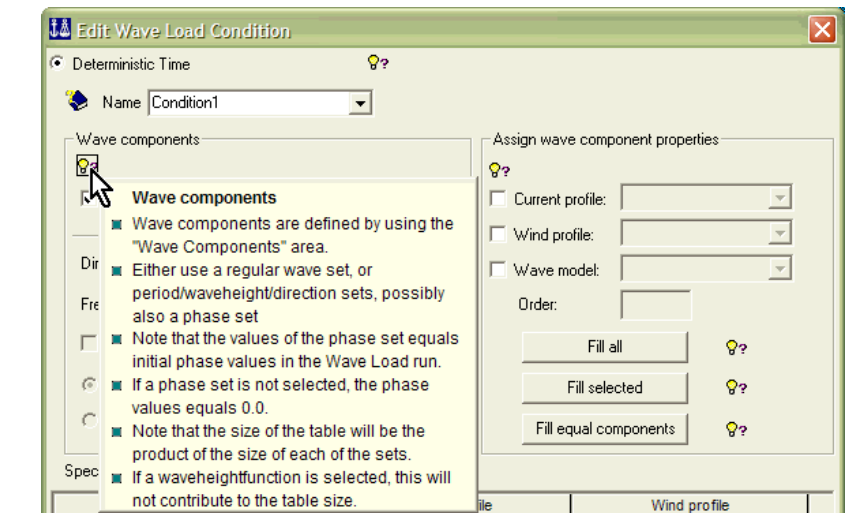 Edit Wave Load Condition
Deterministic Time
Name Condition1
Wave components
Wave components
Wave components are defined by using the
"Wave Components" area.
Either use a regular wave set, or
period/waveheight/direction sets, possibly
also a phase set
Note that the values of the phase set equals
initial phase values in the Wave Load run.
If a phase set is not selected, the phase
values equals 0.0.
Note that the size of the table will be the
product of the size of each of the sets.
If a waveheightfunction is selected, this will
not contribute to the table size.
Dir
Fre
Spec
Assign wave component properties
Current profile:
Wind profile:
Wave model:
Order:
Fill all
Fill selected
Fill equal components
ile
Wind profile